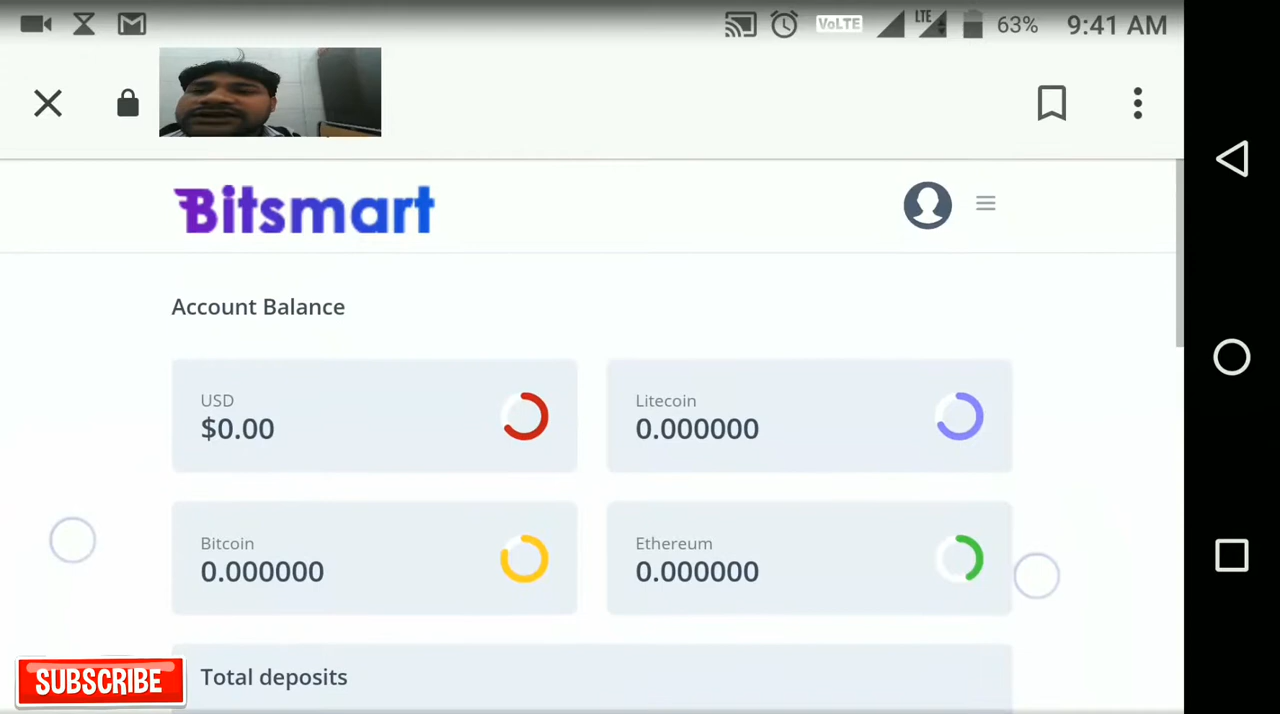 VoLTE LTE 63% 9:41 AM
Bitsmart
Account Balance
USD
$0.00
Litecoin
0.000000
Bitcoin
0.000000
Ethereum
0.000000
Total deposits
SUBSCRIBE